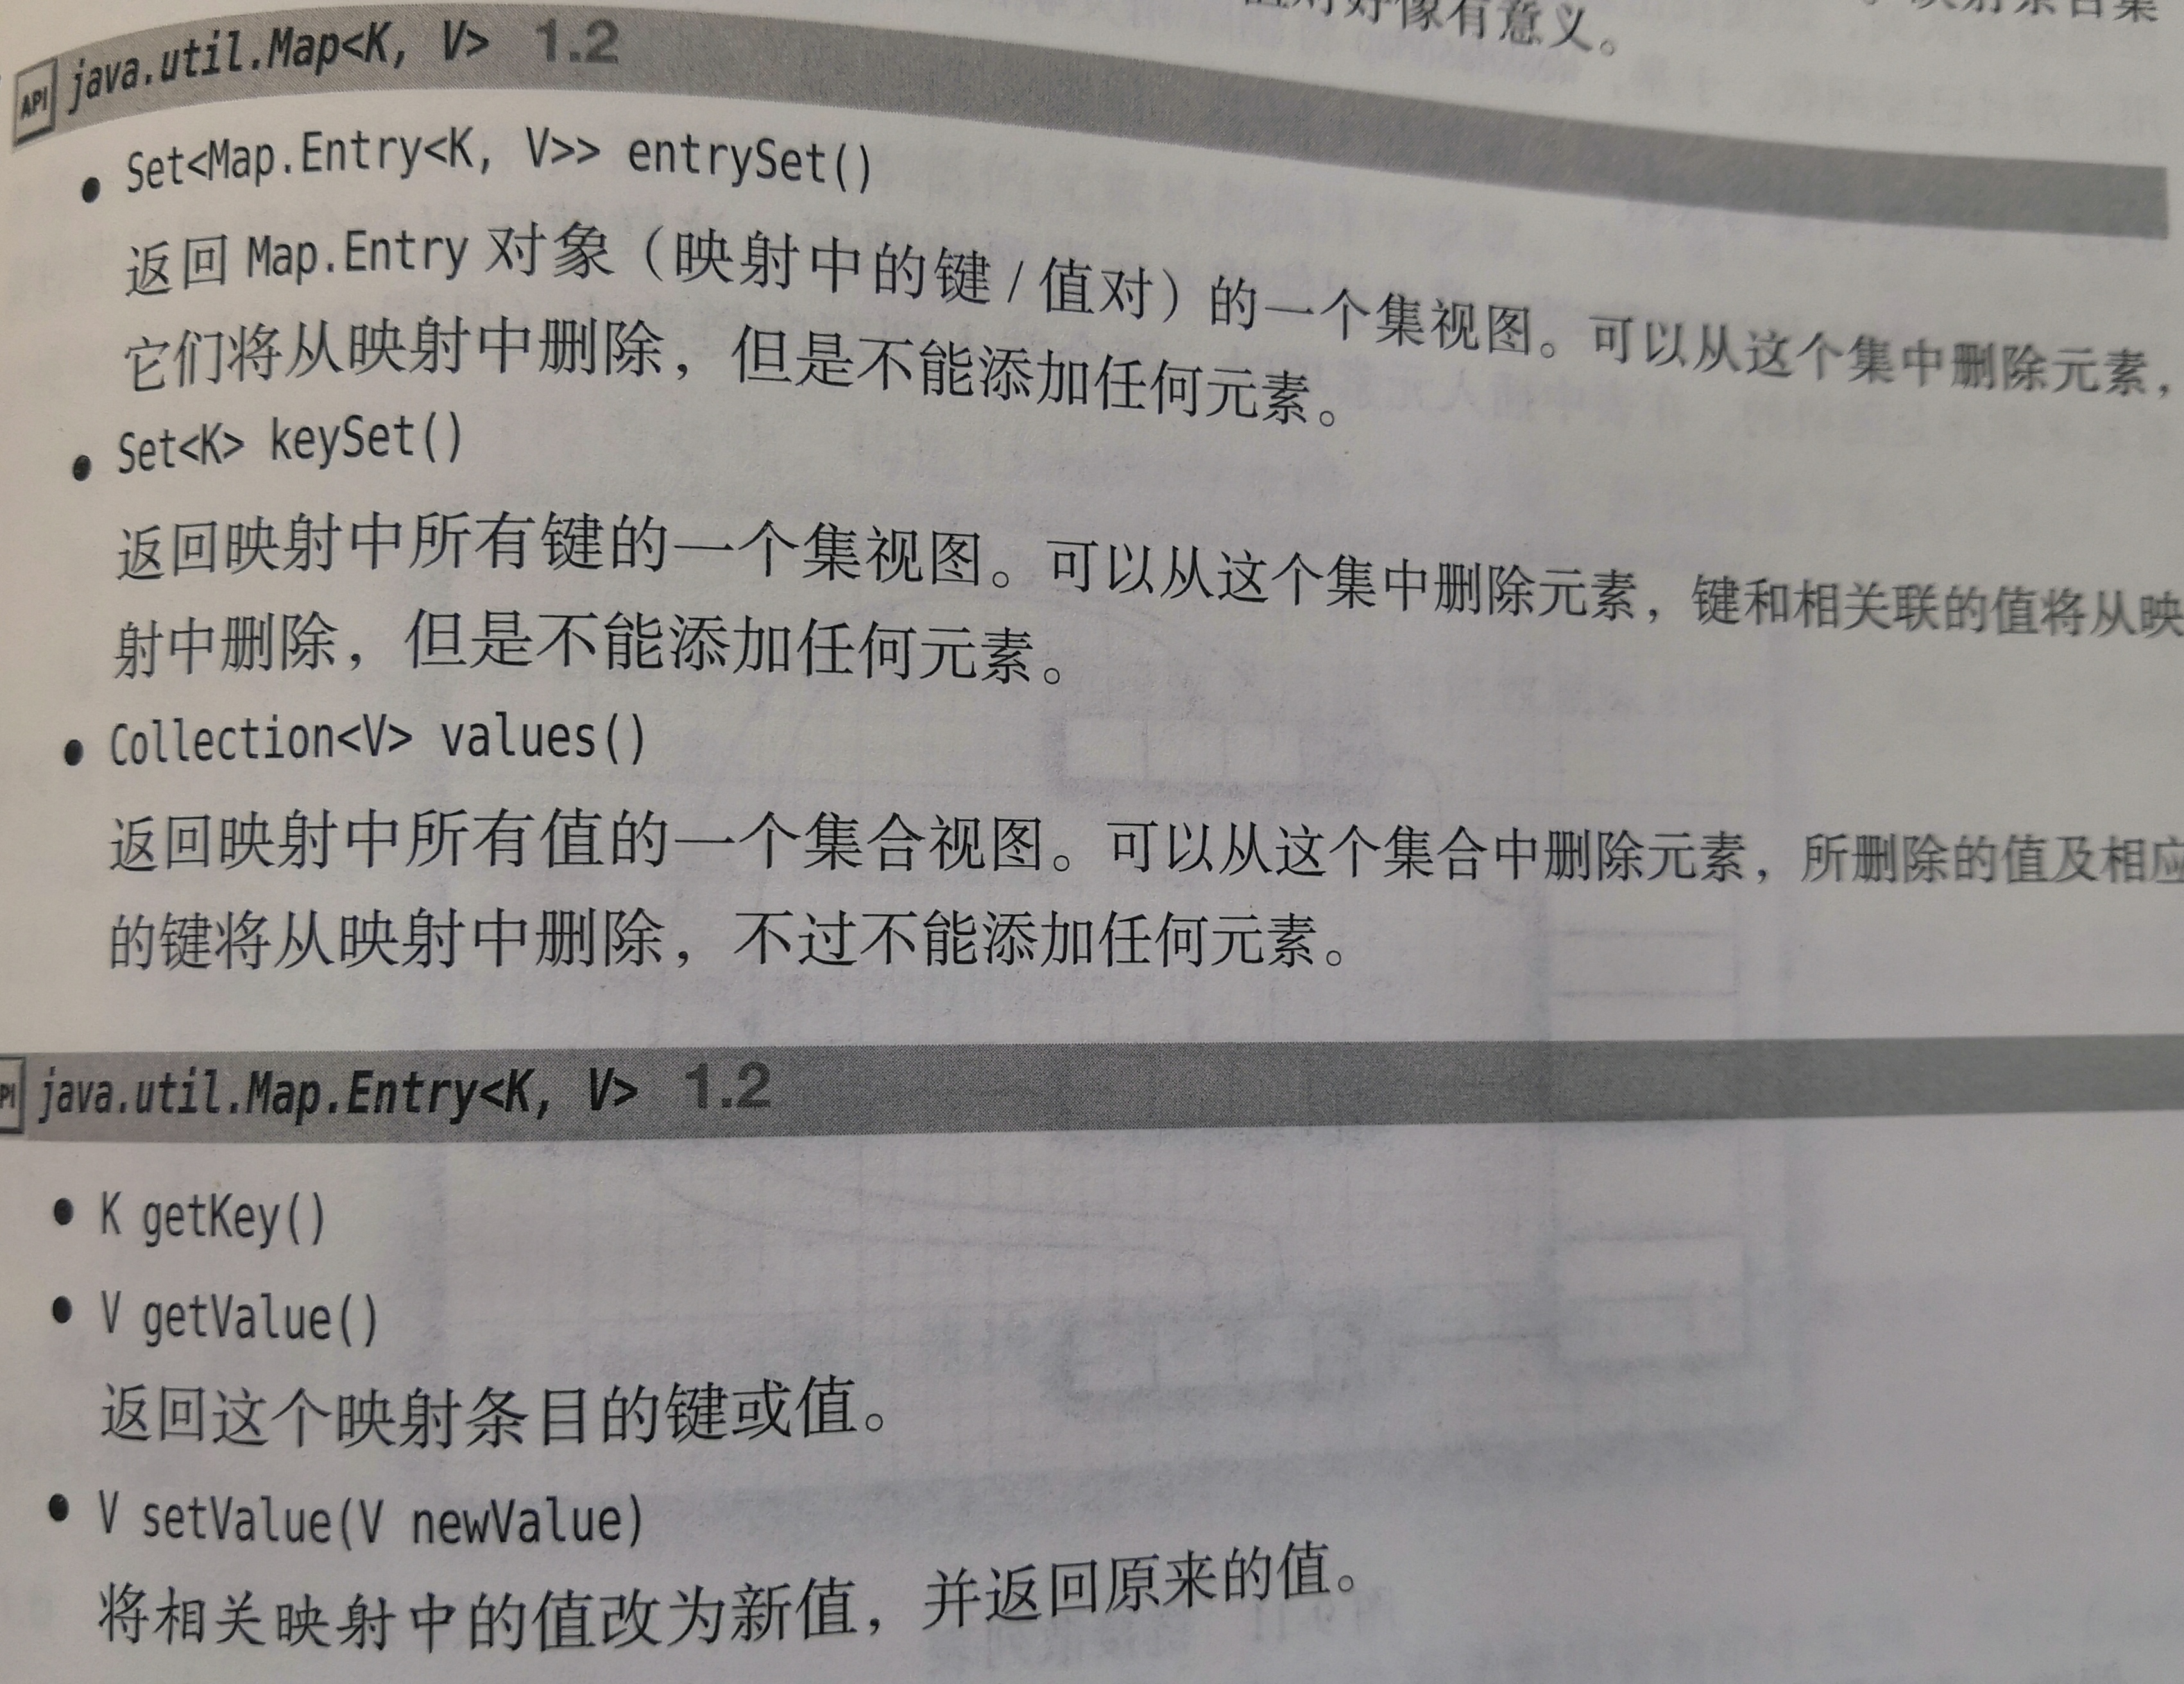 好像有意义。
API java.util.Map<K, V> 1.2
• Set<Map.Entry<K, V>> entrySet()
返回 Map.Entry 对象（映射中的键 / 值对）的一个集视图。可以从这个集中删除元素，
它们将从映射中删除，但是不能添加任何元素。
• Set<K> keySet()
返回映射中所有键的一个集视图。可以从这个集中删除元素，键和相关联的值将从映
射中删除，但是不能添加任何元素。
• Collection<V> values()
返回映射中所有值的一个集合视图。可以从这个集合中删除元素，所删除的值及相应
的键将从映射中删除，不过不能添加任何元素。
PI java.util.Map.Entry<K, V> 1.2
• K getKey()
• V getValue()
返回这个映射条目的键或值。
• V setValue(V newValue)
将相关映射中的值改为新值，并返回原来的值。